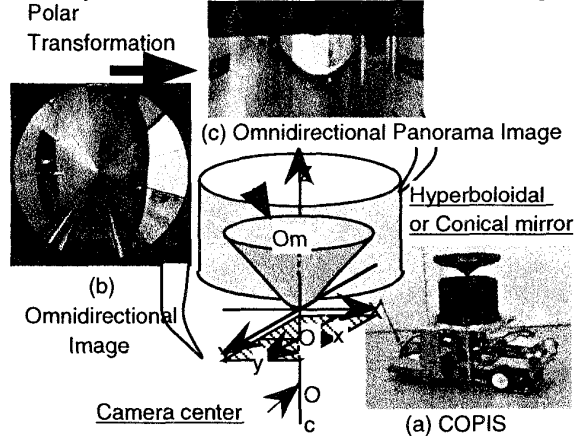 Polar
Transformation
(c) Omnidirectional Panorama Image
Hyperboloidal
or Conical mirror
Om
(b)
Omnidirectional
Image
O
x
y
O
c
Camera center
(a) COPIS